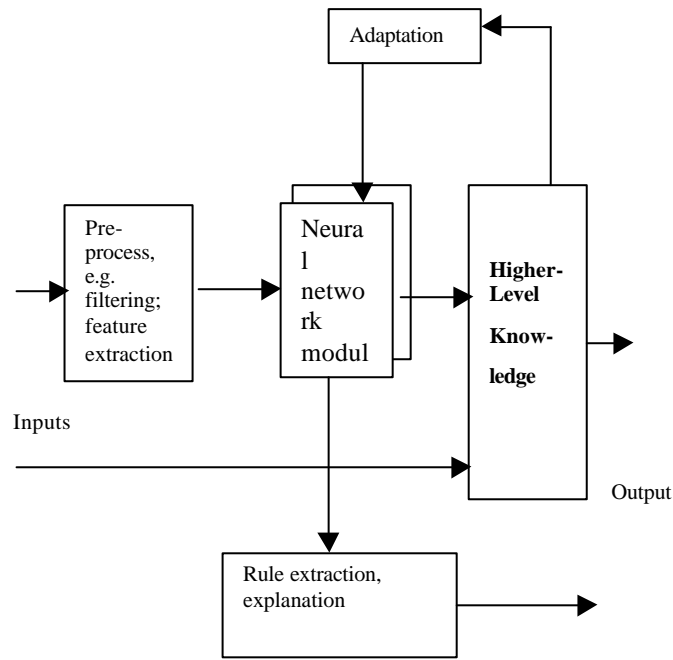 Adaptation
Pre-
process,
e.g.
filtering;
feature
extraction
Neura
l
netwo
rk
modul
Higher-
Level
Know-
ledge
Inputs
Output
Rule extraction,
explanation